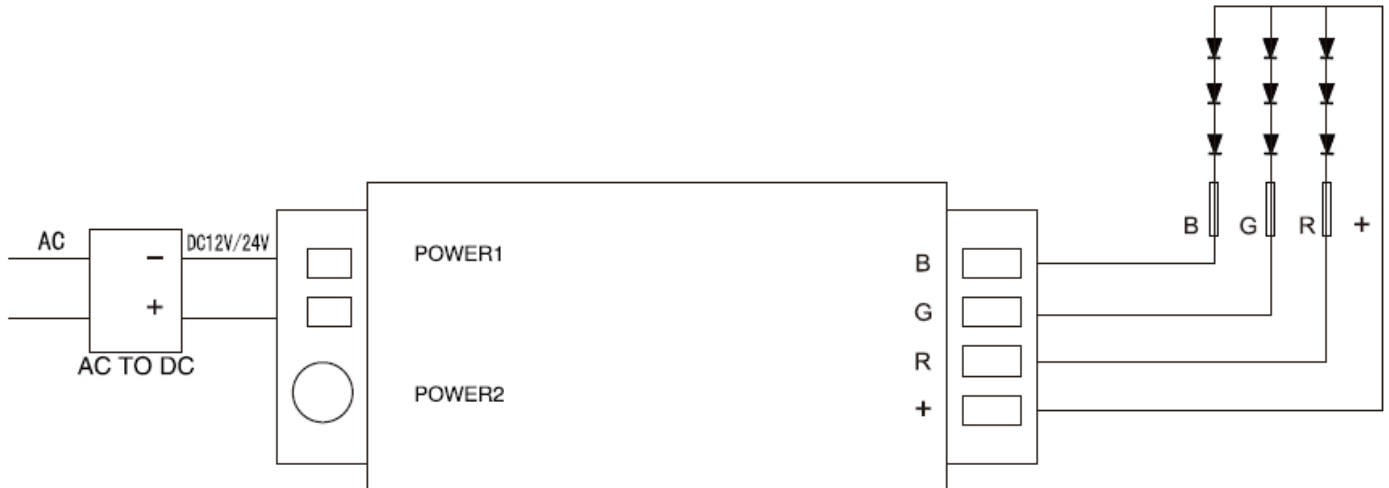 B G R +
AC
DC12V/24V
−
+
AC TO DC
POWER1
POWER2
B
G
R
+